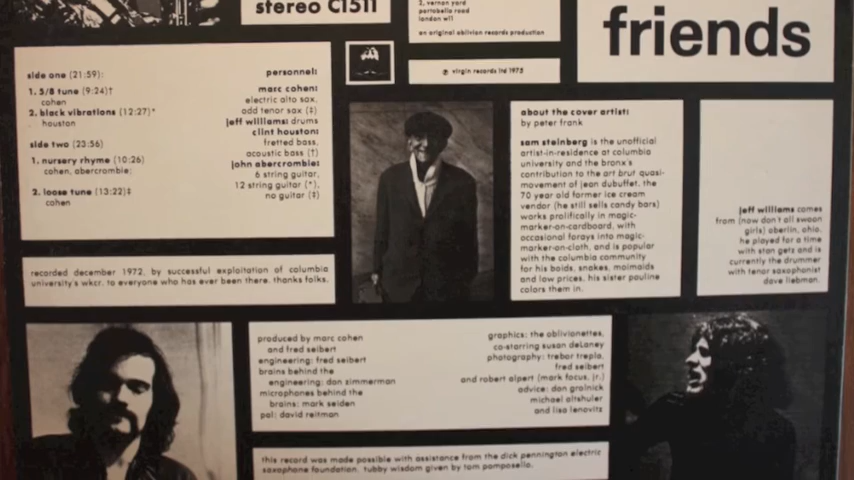 stereo C1511
2, vernon yard
portobello road
london w11
an original oblivion records production
℗ virgin records ltd 1975
friends
side one (21:59):
1. 5/8 tune (9:24)†
cohen
2. black vibrations (12:27)*
houston
side two (23:56)
1. nursery rhyme (10:26)
cohen, abercrombie;
2. loose tune (13:22)‡
cohen
personnel:
marc cohen:
electric alto sax,
add tenor sax (‡)
jeff williams: drums
clint houston:
fretted bass,
acoustic bass (†)
john abercrombie:
6 string guitar,
12 string guitar (*),
no guitar (‡)
about the cover artist:
by peter frank
sam steinberg is the unofficial
artist-in-residence at columbia
university and the bronx's
contribution to the art brut quasi-
movement of jean dubuffet. the
70 year old former ice cream
vendor (he still sells candy bars)
works prolifically in magic-
marker-on-cardboard, with
occasional forays into magic-
marker-on-cloth, and is popular
with the columbia community
for his boids, snakes, moimaids
and low prices. his sister pauline
colors them in.
jeff williams comes
from (now don't all swoon
girls) oberlin, ohio.
he played for a time
with stan getz and is
currently the drummer
with tenor saxophonist
dave liebman.
recorded december 1972, by successful exploitation of columbia
university's wkcr. to everyone who has ever been there, thanks folks.
produced by marc cohen
and fred seibert
engineering: fred seibert
brains behind the
engineering: dan zimmerman
microphones behind the
brains: mark seiden
pal: david reitman
graphics: the oblivionettes,
co-starring susan deLaney
photography: trebor trepla,
fred seibert
and robert alpert (mark focus, jr.)
advice: don grolnick
michael altshuler
and lisa lenovitz
this record was made possible with assistance from the dick pennington electric
saxophone foundation. tubby wisdom given by tom pomposello.